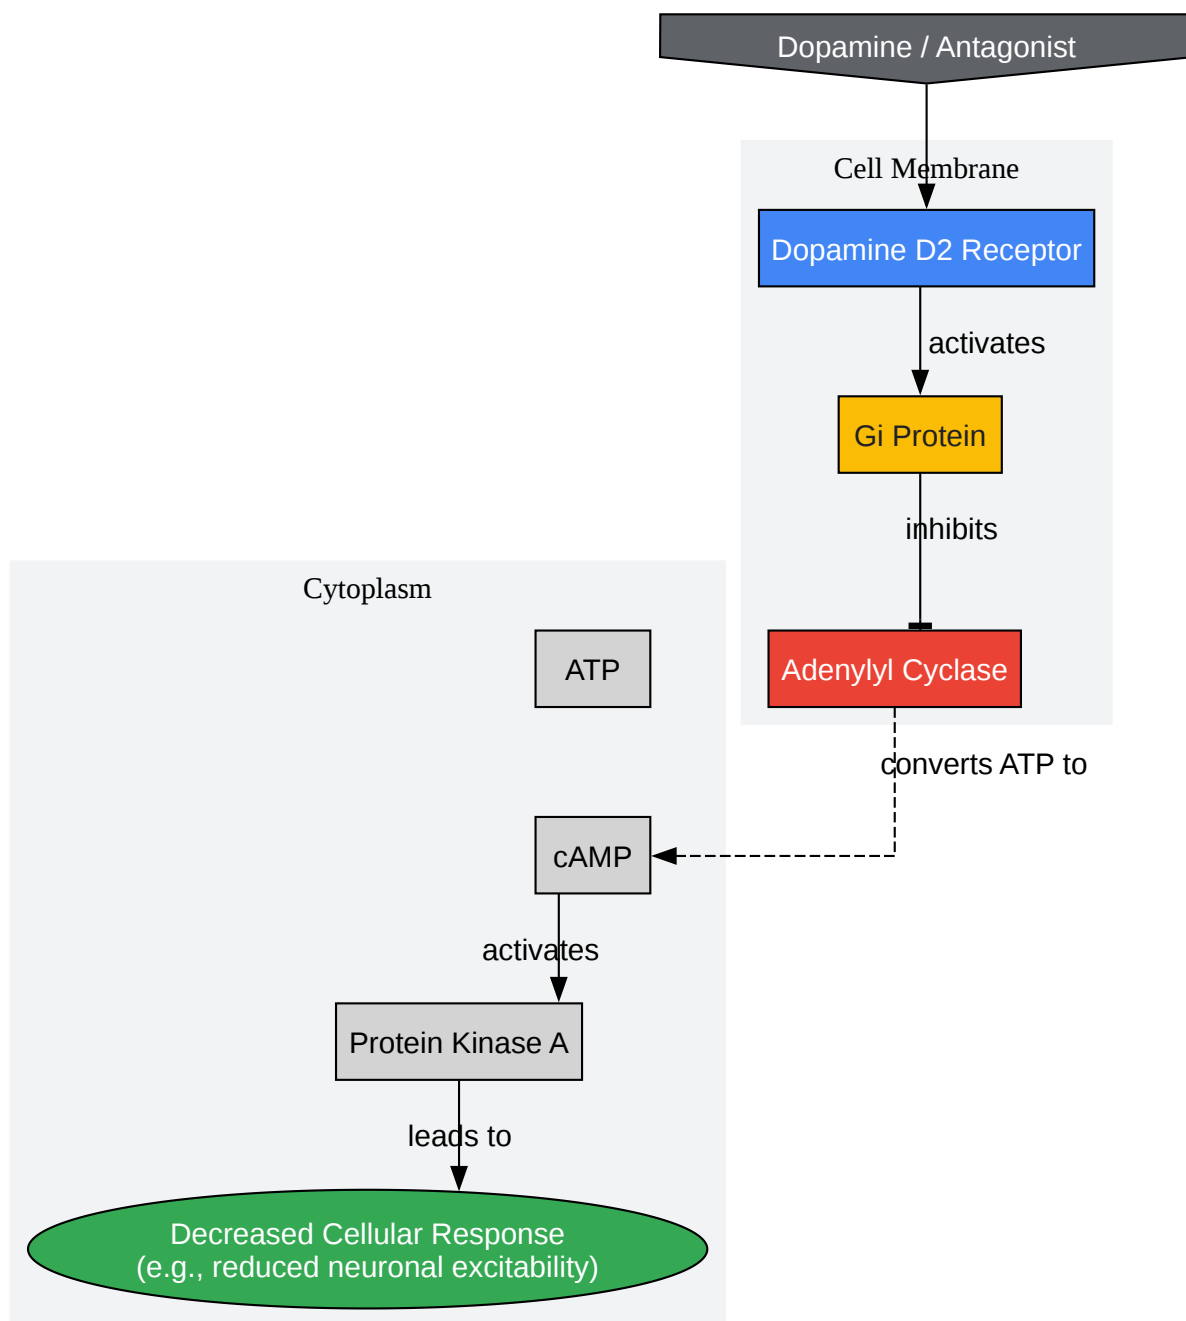 Dopamine / Antagonist
Cell Membrane
Dopamine D2 Receptor
activates
Gi Protein
inhibits
Cytoplasm
ATP
Adenylyl Cyclase
converts ATP to
cAMP
activates
Protein Kinase A
leads to
Decreased Cellular Response
(e.g., reduced neuronal excitability)